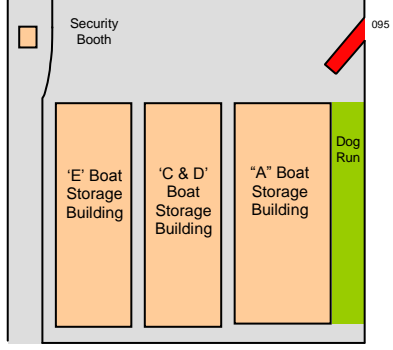 Security
Booth
095
Dog
Run
'E' Boat
Storage
Building
'C & D'
Boat
Storage
Building
"A" Boat
Storage
Building